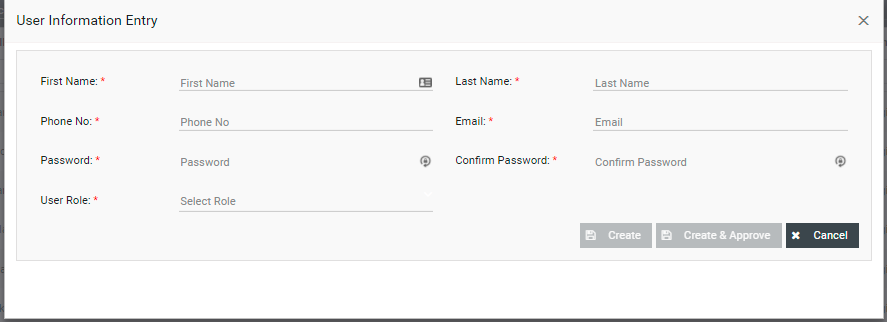 User Information Entry
First Name: * First Name Last Name: * Last Name
Phone No: * Phone No Email: * Email
Password: * Password Confirm Password: * Confirm Password
User Role: * Select Role
Create Create & Approve Cancel